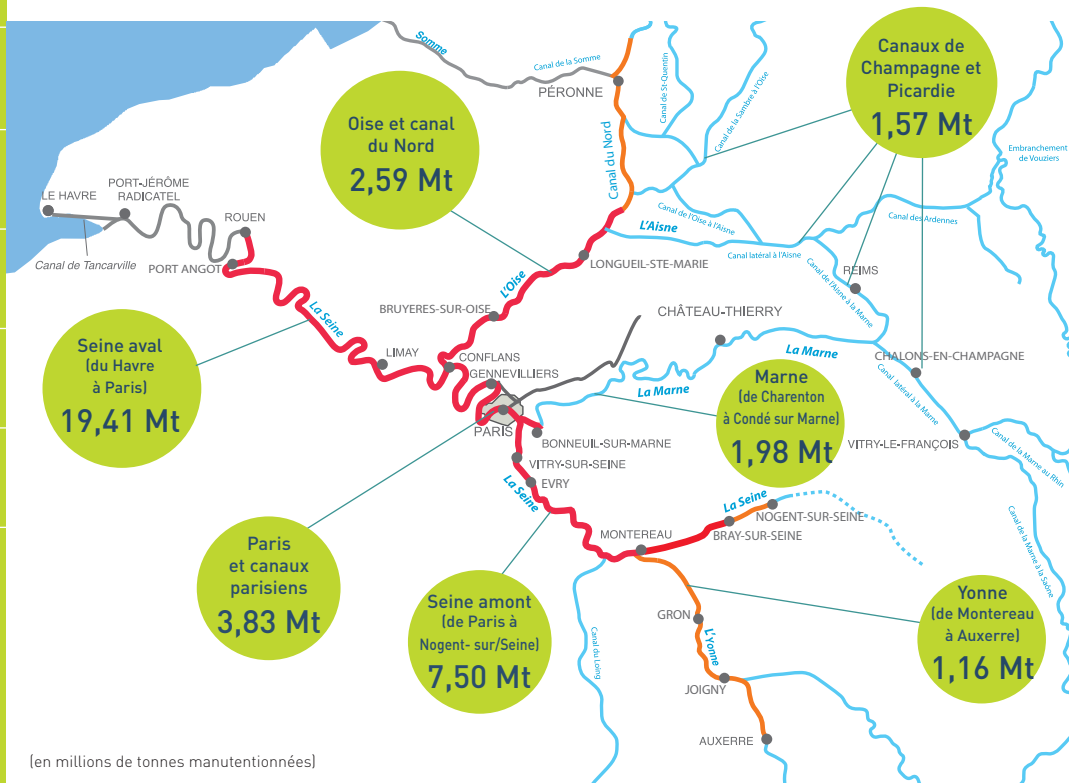 Somme
Canal de la Somme
PÉRONNE
Canal de St-Quentin
Canal de la Sambre à l'Oise
Canaux de
Champagne et
Picardie
1,57 Mt
Embranchement
de Vouziers
Oise et canal
du Nord
2,59 Mt
Canal du Nord
LE HAVRE
PORT-JÉRÔME
RADICATEL
ROUEN
Canal de Tancarville
PORT ANGOT
Canal de l'Oise à l'Aisne
L'Aisne
Canal des Ardennes
Canal latéral à l'Aisne
LONGUEIL-STE-MARIE
REIMS
Canal de l'Aisne à la Marne
L'Oise
BRUYERES-SUR-OISE
La Seine
CHÂTEAU-THIERRY
Seine aval
(du Havre
à Paris)
19,41 Mt
LIMAY
CONFLANS
GENNEVILLIERS
La Marne
CHALONS-EN-CHAMPAGNE
Canal latéral à la Marne
La Marne
Marne
(de Charenton
à Condé sur Marne)
1,98 Mt
PARIS
BONNEUIL-SUR-MARNE
VITRY-LE-FRANÇOIS
Canal de la Marne au Rhin
VITRY-SUR-SEINE
EVRY
La Seine
La Seine
NOGENT-SUR-SEINE
BRAY-SUR-SEINE
MONTEREAU
Canal de la Marne à la Saône
Paris
et canaux
parisiens
3,83 Mt
Seine amont
(de Paris à
Nogent- sur/Seine)
7,50 Mt
Yonne
(de Montereau
à Auxerre)
1,16 Mt
GRON
L'Yonne
Canal du Loing
JOIGNY
AUXERRE
(en millions de tonnes manutentionnées)